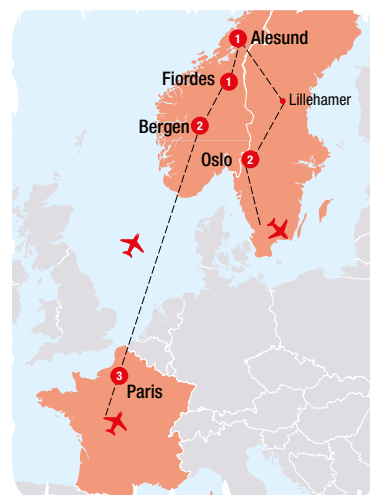 1 Alesund
Fiordes 1
Lillehamer
Bergen 2
Oslo 2
3
Paris